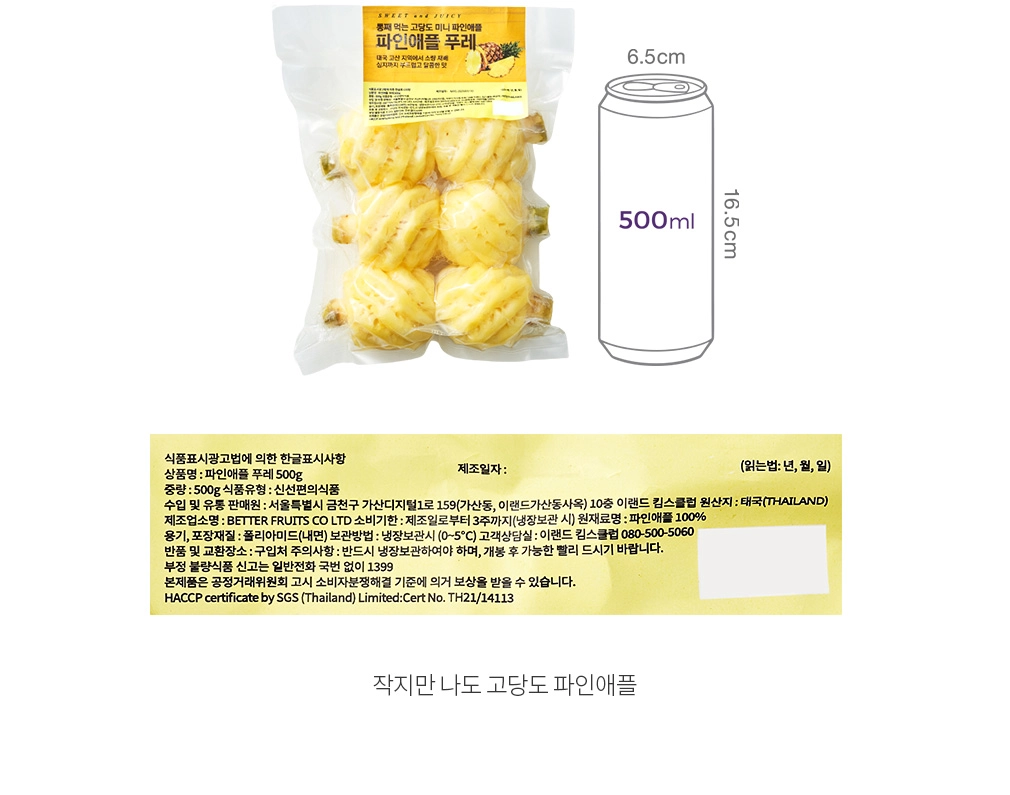 SWEET and JUICY
통째 먹는 고당도 미니 파인애플
파인애플 푸레
태국 고산 지역에서 소량 재배
심지까지 부드럽고 달콤한 맛
6.5cm
500ml
16.5cm
식품표시광고법에 의한 한글표시사항
제조일자 : (읽는법: 년, 월, 일)
상품명 : 파인애플 푸레 500g
중량 : 500g 식품유형 : 신선편의식품
수입 및 유통 판매원 : 서울특별시 금천구 가산디지털1로 159(가산동, 이랜드가산동사옥) 10층 이랜드 킴스클럽 원산지 : 태국(THAILAND)
제조업소명 : BETTER FRUITS CO LTD 소비기한 : 제조일로부터 3주까지(냉장보관 시) 원재료명 : 파인애플 100%
용기, 포장재질 : 폴리아미드(내면) 보관방법 : 냉장보관시 (0~5°C) 고객상담실 : 이랜드 킴스클럽 080-500-5060
반품 및 교환장소 : 구입처 주의사항 : 반드시 냉장보관하여야 하며, 개봉 후 가능한 빨리 드시기 바랍니다.
부정 불량식품 신고는 일반전화 국번 없이 1399
본제품은 공정거래위원회 고시 소비자분쟁해결 기준에 의거 보상을 받을 수 있습니다.
HACCP certificate by SGS (Thailand) Limited:Cert No. TH21/14113
작지만 나도 고당도 파인애플